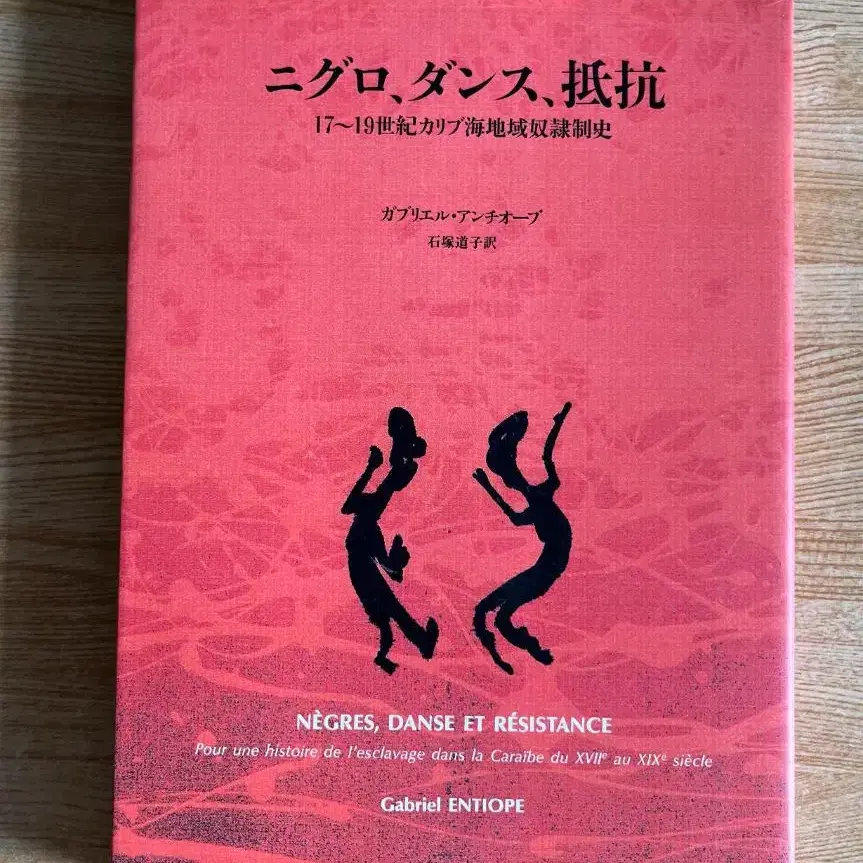 ニグロ、ダンス、抵抗
17〜19世紀カリブ海地域奴隷制史
ガブリエル・アンチオープ
石塚道子訳
NÈGRES, DANSE ET RÉSISTANCE
Pour une histoire de l'esclavage dans la Caraïbe du XVIIe au XIXe siècle
Gabriel ENTIOPE